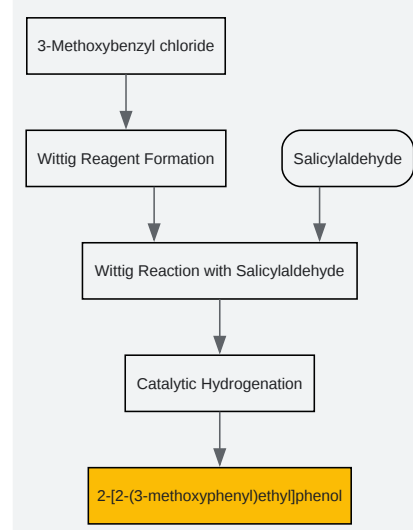 3-Methoxybenzyl chloride
Wittig Reagent Formation
Salicylaldehyde
Wittig Reaction with Salicylaldehyde
Catalytic Hydrogenation
2-[2-(3-methoxyphenyl)ethyl]phenol